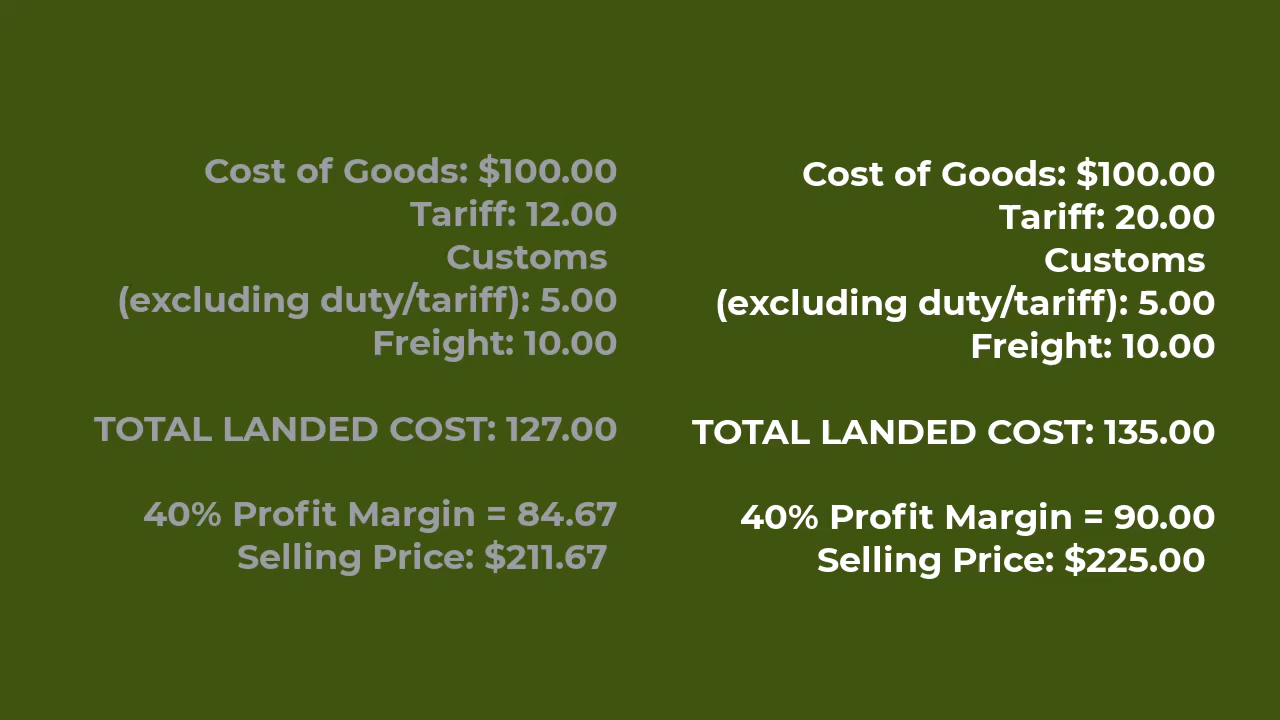 Cost of Goods: $100.00
Tariff: 12.00
Customs
(excluding duty/tariff): 5.00
Freight: 10.00
TOTAL LANDED COST: 127.00
40% Profit Margin = 84.67
Selling Price: $211.67
Cost of Goods: $100.00
Tariff: 20.00
Customs
(excluding duty/tariff): 5.00
Freight: 10.00
TOTAL LANDED COST: 135.00
40% Profit Margin = 90.00
Selling Price: $225.00